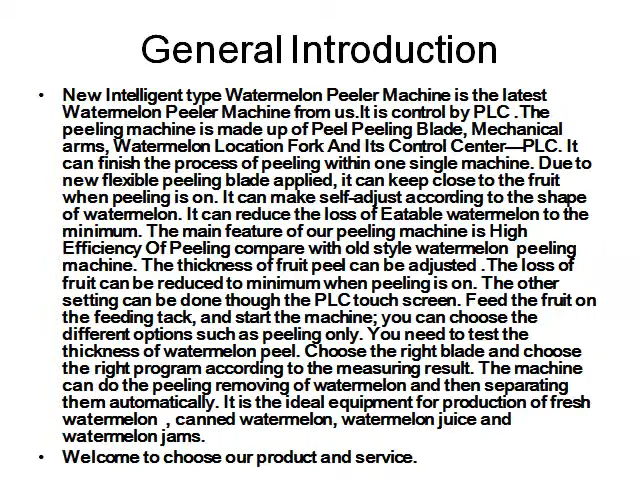 General Introduction
• New Intelligent type Watermelon Peeler Machine is the latest
Watermelon Peeler Machine from us.It is control by PLC .The
peeling machine is made up of Peel Peeling Blade, Mechanical
arms, Watermelon Location Fork And Its Control Center—PLC. It
can finish the process of peeling within one single machine. Due to
new flexible peeling blade applied, it can keep close to the fruit
when peeling is on. It can make self-adjust according to the shape
of watermelon. It can reduce the loss of Eatable watermelon to the
minimum. The main feature of our peeling machine is High
Efficiency Of Peeling compare with old style watermelon peeling
machine. The thickness of fruit peel can be adjusted .The loss of
fruit can be reduced to minimum when peeling is on. The other
setting can be done though the PLC touch screen. Feed the fruit on
the feeding tack, and start the machine; you can choose the
different options such as peeling only. You need to test the
thickness of watermelon peel. Choose the right blade and choose
the right program according to the measuring result. The machine
can do the peeling removing of watermelon and then separating
them automatically. It is the ideal equipment for production of fresh
watermelon , canned watermelon, watermelon juice and
watermelon jams.
• Welcome to choose our product and service.